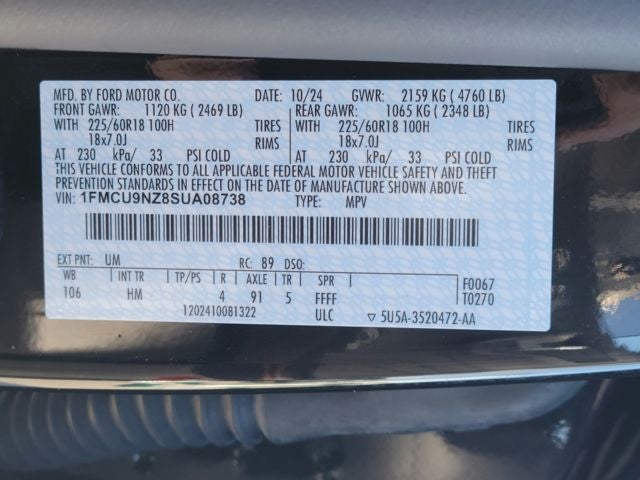 MFD. BY FORD MOTOR CO. DATE: 10/24 GVWR: 2159 KG ( 4760 LB)
FRONT GAWR: 1120 KG ( 2469 LB) REAR GAWR: 1065 KG ( 2348 LB)
WITH 225/60R18 100H TIRES WITH 225/60R18 100H TIRES
18x7.0J RIMS 18x7.0J RIMS
AT 230 kPa/ 33 PSI COLD AT 230 kPa/ 33 PSI COLD
THIS VEHICLE CONFORMS TO ALL APPLICABLE FEDERAL MOTOR VEHICLE SAFETY AND THEFT
PREVENTION STANDARDS IN EFFECT ON THE DATE OF MANUFACTURE SHOWN ABOVE.
VIN: 1FMCU9NZ8SUA08738 TYPE: MPV
EXT PNT: UM RC: 89 DSO:
WB INT TR TP/PS R AXLE TR SPR F0067
106 HM 4 91 5 FFFF T0270
1202410081322 ULC ▽ 5U5A-3520472-AA